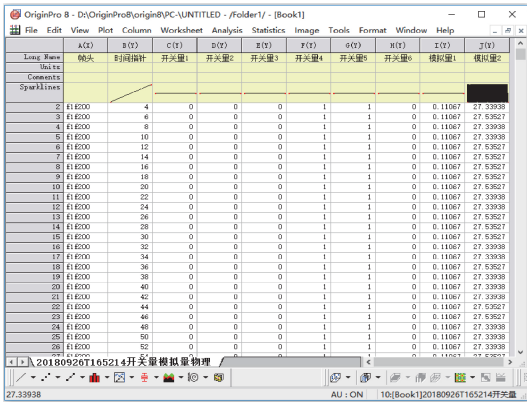 OriginPro 8 - D:\OriginPro8\origin8\PC-\UNTITLED - /Folder1/ - [Book1]
File Edit View Plot Column Worksheet Analysis Statistics Image Tools Format Window Help
A(X) B(Y) C(Y) D(Y) E(Y) F(Y) G(Y) H(Y) I(Y) J(Y)
Long Name 帧头 时间指针 开关量1 开关量2 开关量3 开关量4 开关量5 开关量6 模拟量1 模拟量2
Units
Comments
Sparklines
2 f1f200 4 0 0 0 1 1 0 0.11067 27.33938
3 f1f200 6 0 0 0 1 1 0 0.11067 27.53527
4 f1f200 8 0 0 0 1 1 0 0.11067 27.33938
5 f1f200 10 0 0 0 1 1 0 0.11067 27.33938
6 f1f200 12 0 0 0 1 1 0 0.11067 27.53527
7 f1f200 14 0 0 0 1 1 0 0.11067 27.33938
8 f1f200 16 0 0 0 1 1 0 0.11067 27.53527
9 f1f200 18 0 0 0 1 1 0 0.11067 27.53527
10 f1f200 20 0 0 0 1 1 0 0.11067 27.53527
11 f1f200 22 0 0 0 1 1 0 0.11067 27.33938
12 f1f200 24 0 0 0 1 1 0 0.11067 27.33938
13 f1f200 26 0 0 0 1 1 0 0.11067 27.53527
14 f1f200 28 0 0 0 1 1 0 0.11067 27.53527
15 f1f200 30 0 0 0 1 1 0 0.11067 27.53527
16 f1f200 32 0 0 0 1 1 0 0.11067 27.33938
17 f1f200 34 0 0 0 1 1 0 0.11067 27.33938
18 f1f200 36 0 0 0 1 1 0 0.11067 27.53527
19 f1f200 38 0 0 0 1 1 0 0.11067 27.33938
20 f1f200 40 0 0 0 1 1 0 0.11067 27.33938
21 f1f200 42 0 0 0 1 1 0 0.11067 27.33938
22 f1f200 44 0 0 0 1 1 0 0.11067 27.53527
23 f1f200 46 0 0 0 1 1 0 0.11067 27.53527
24 f1f200 48 0 0 0 1 1 0 0.11067 27.33938
25 f1f200 50 0 0 0 1 1 0 0.11067 27.33938
26 f1f200 52 0 0 0 1 1 0 0.11067 27.53527
20180926T165214开关量模拟量物理
27.33938 AU : ON 10:[Book1]20180926T165214开关量